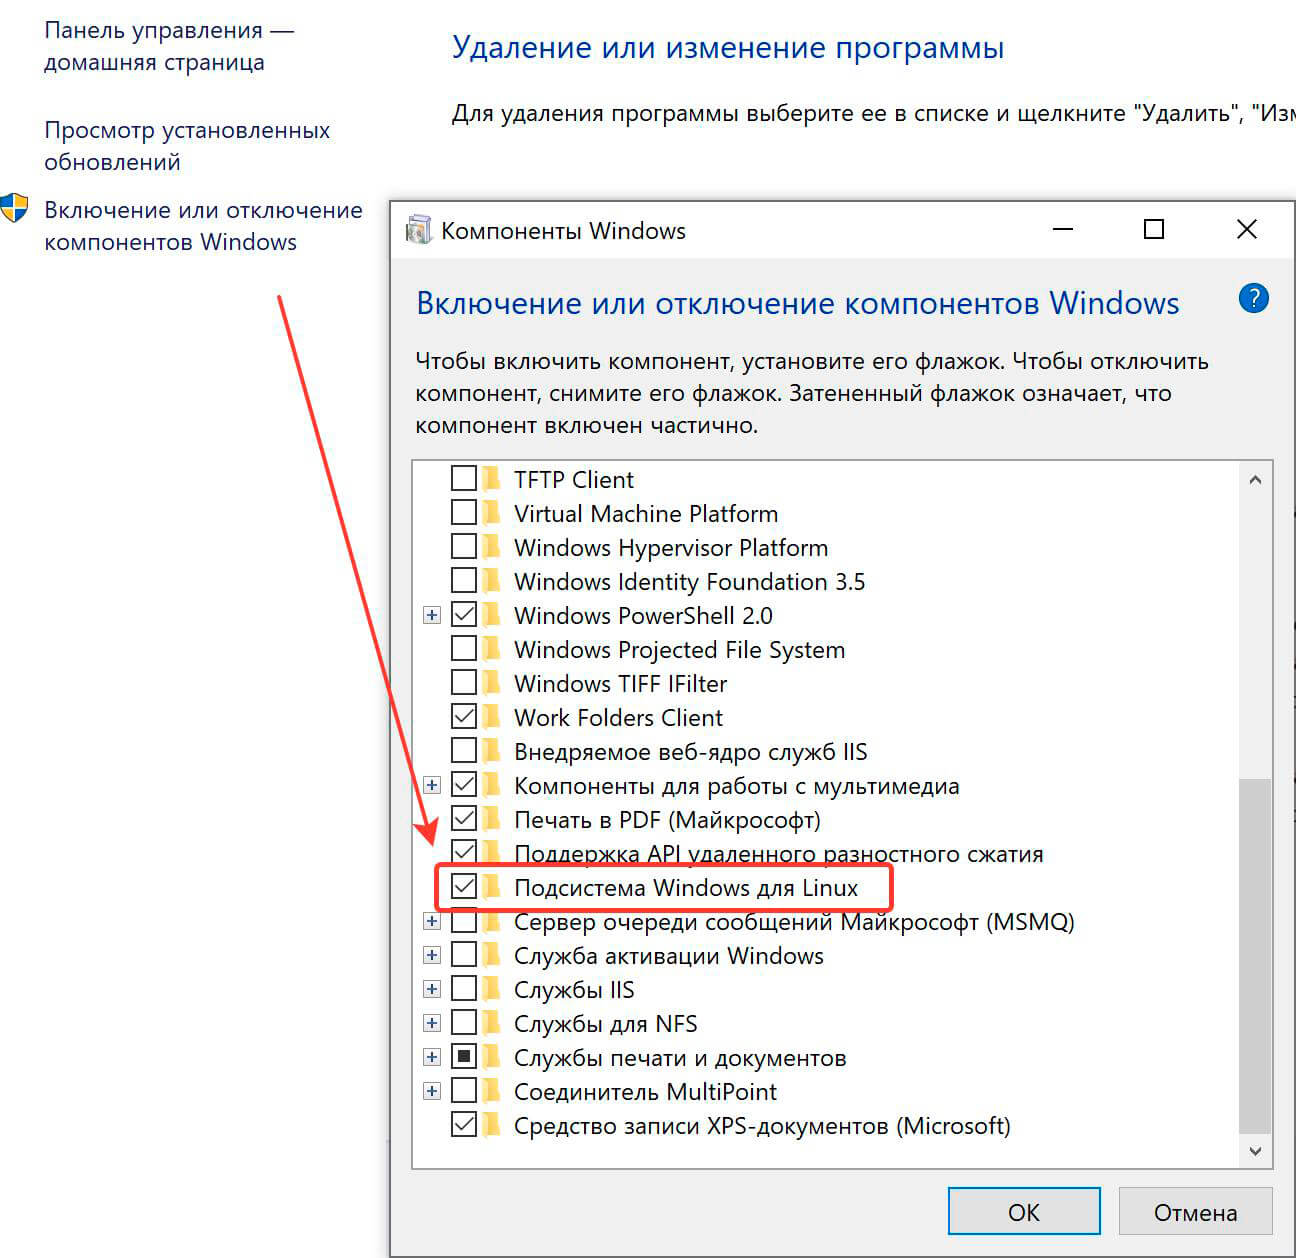 Панель управления —
домашняя страница
Просмотр установленных
обновлений
Включение или отключение
компонентов Windows
Удаление или изменение программы
Для удаления программы выберите ее в списке и щелкните "Удалить", "Изм
Компоненты Windows
Включение или отключение компонентов Windows
?
Чтобы включить компонент, установите его флажок. Чтобы отключить
компонент, снимите его флажок. Затененный флажок означает, что
компонент включен частично.
TFTP Client
Virtual Machine Platform
Windows Hypervisor Platform
Windows Identity Foundation 3.5
Windows PowerShell 2.0
Windows Projected File System
Windows TIFF IFilter
Work Folders Client
Внедряемое веб-ядро служб IIS
Компоненты для работы с мультимедиа
Печать в PDF (Майкрософт)
Поддержка API удаленного разностного сжатия
Подсистема Windows для Linux
Сервер очереди сообщений Майкрософт (MSMQ)
Служба активации Windows
Службы IIS
Службы для NFS
Службы печати и документов
Соединитель MultiPoint
Средство записи XPS-документов (Microsoft)
ОК
Отмена